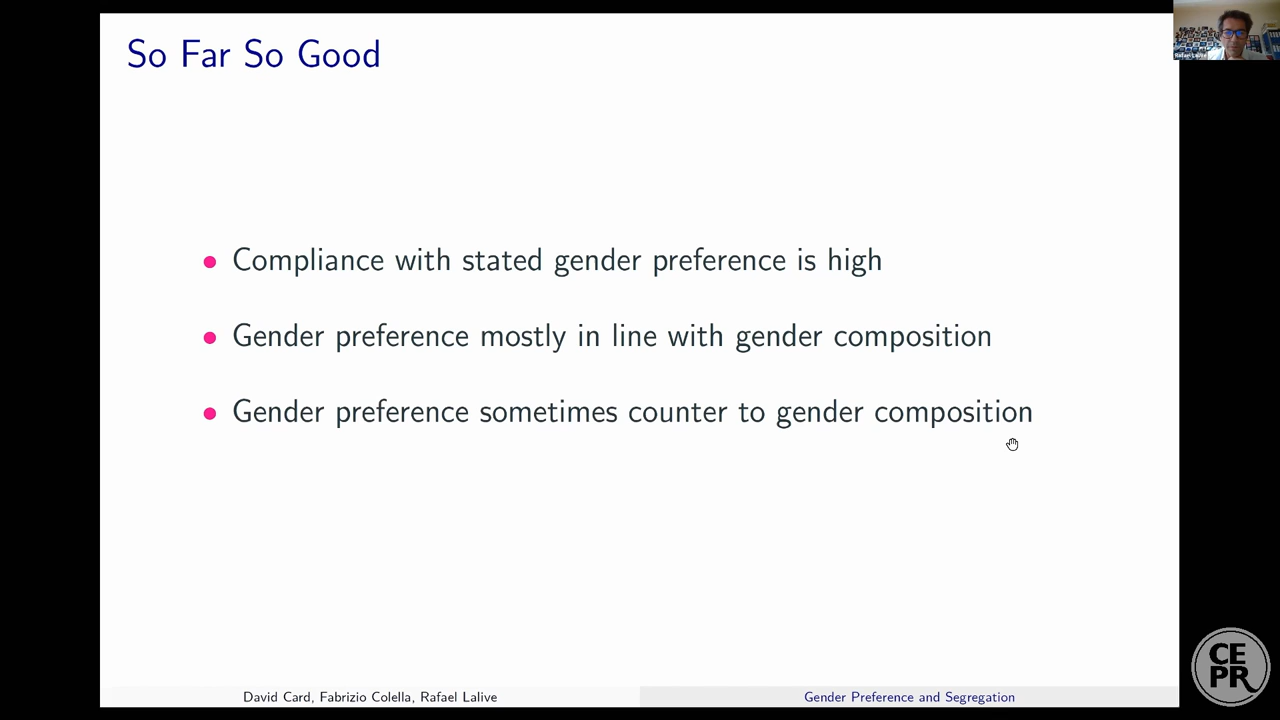 So Far So Good
Rafael Lalive
• Compliance with stated gender preference is high
• Gender preference mostly in line with gender composition
• Gender preference sometimes counter to gender composition
David Card, Fabrizio Colella, Rafael Lalive
Gender Preference and Segregation
CE
PR